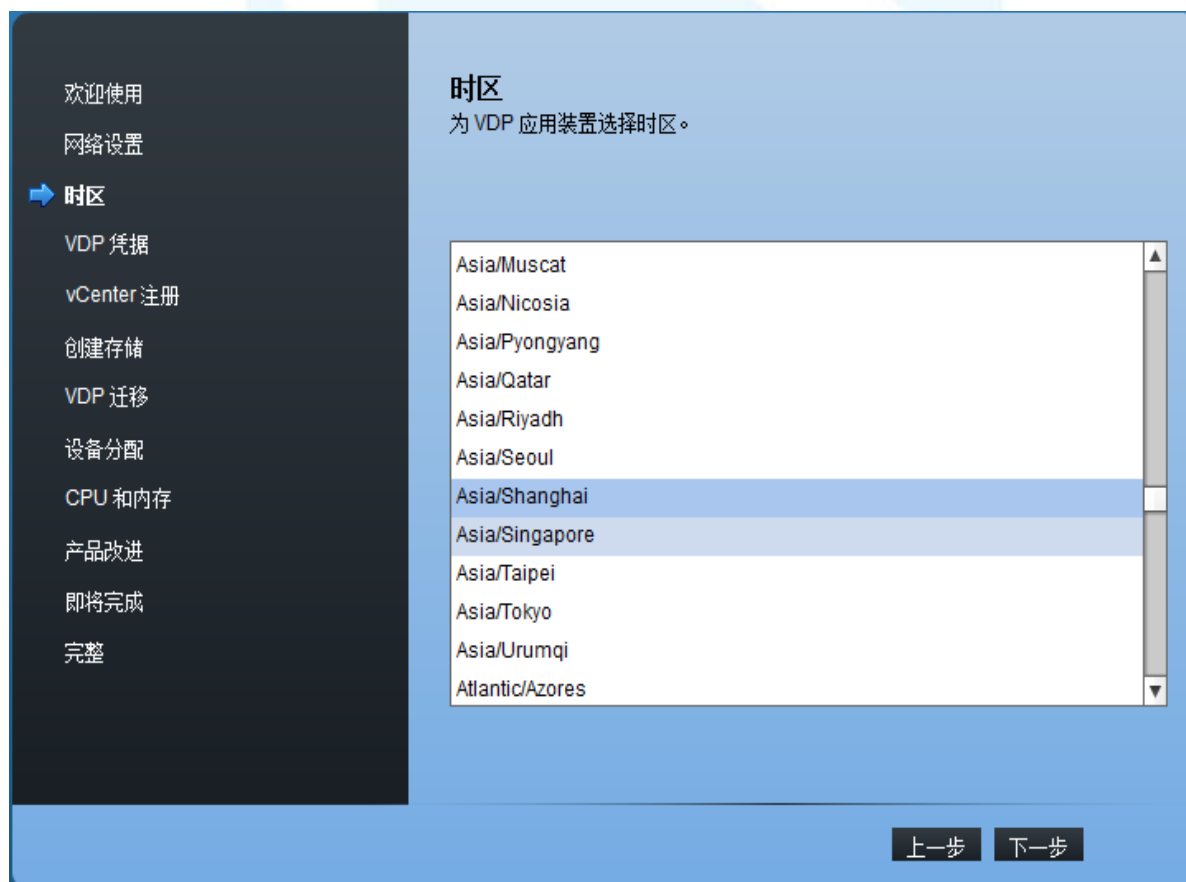 欢迎使用
网络设置
时区
VDP 凭据
vCenter 注册
创建存储
VDP 迁移
设备分配
CPU 和内存
产品改进
即将完成
完整
时区
为 VDP 应用装置选择时区。
Asia/Muscat
Asia/Nicosia
Asia/Pyongyang
Asia/Qatar
Asia/Riyadh
Asia/Seoul
Asia/Shanghai
Asia/Singapore
Asia/Taipei
Asia/Tokyo
Asia/Urumqi
Atlantic/Azores
上一步 下一步